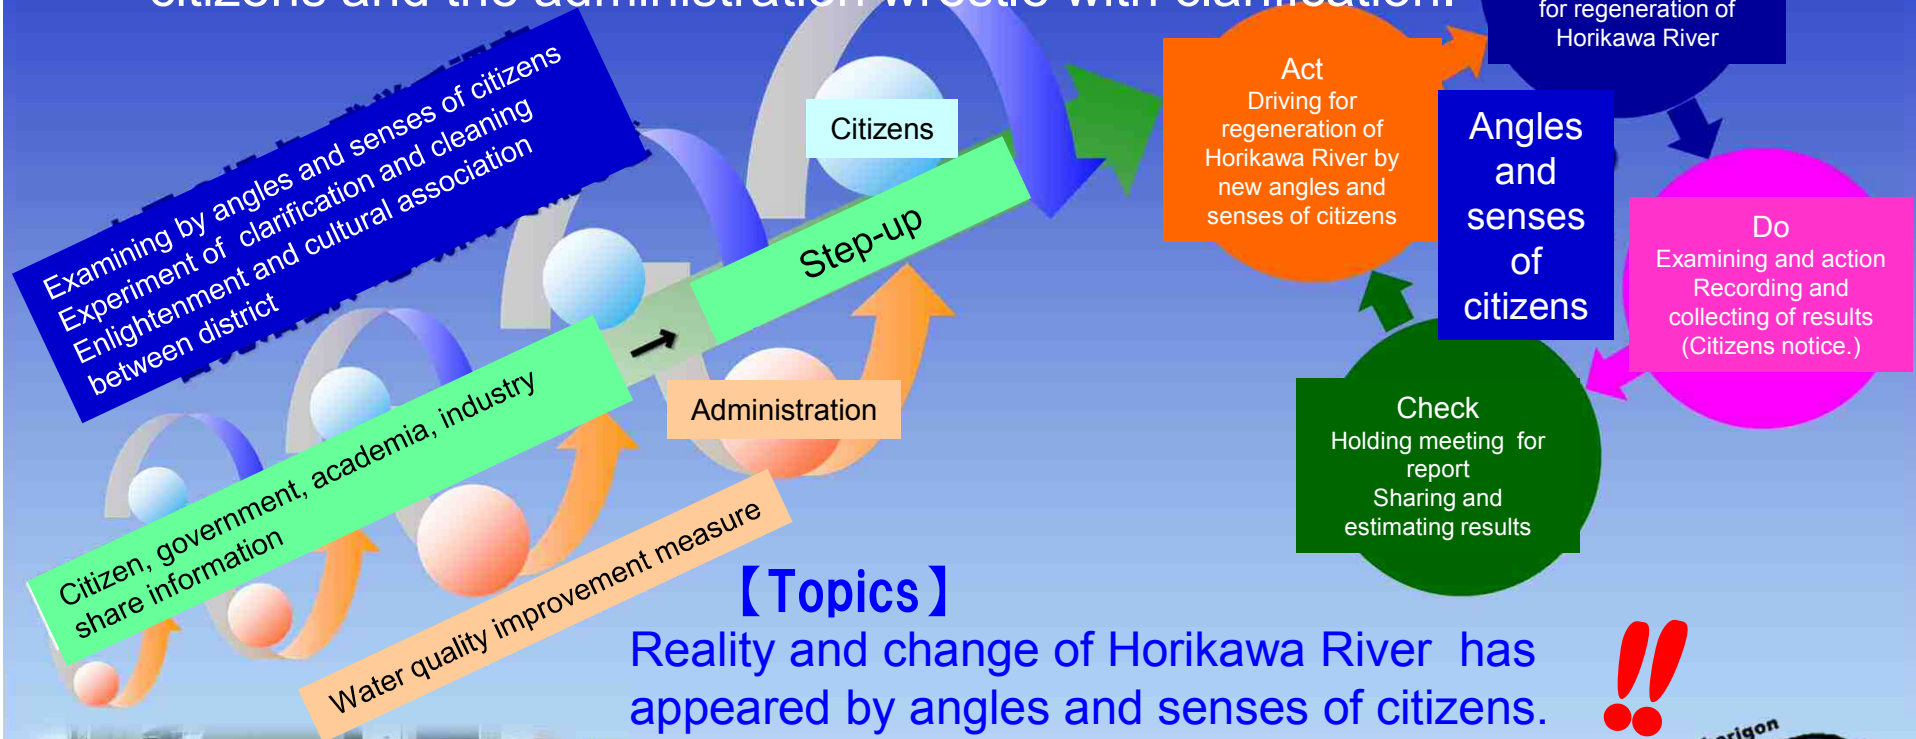 citizens and the administration wrestle with clarification.
for regeneration of
Horikawa River
Act
Driving for
regeneration of
Horikawa River by
new angles and
senses of citizens
Angles
and
senses
of
citizens
Do
Examining and action
Recording and
collecting of results
(Citizens notice.)
Check
Holding meeting for
report
Sharing and
estimating results
Examining by angles and senses of citizens
Experiment of clarification and cleaning
Enlightenment and cultural association
between district
Citizens
Step-up
Administration
Citizen, government, academia, industry
share information
Water quality improvement measure
【Topics】
Reality and change of Horikawa River has
appeared by angles and senses of citizens.
!!